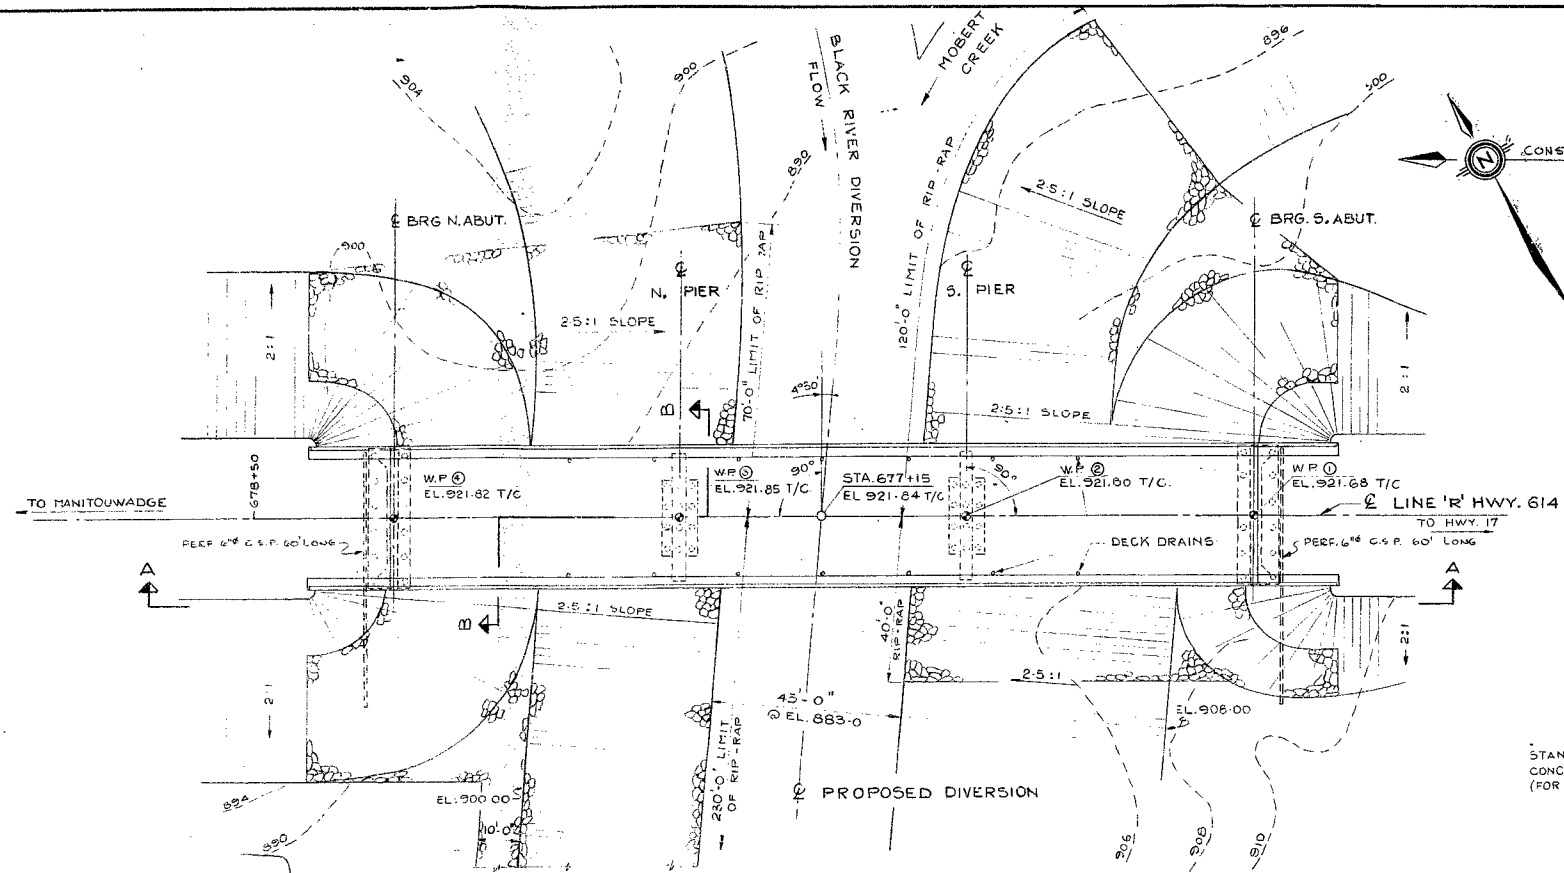 904
900
BLACK RIVER DIVERSION
FLOW
MOBERT
CREEK
896
900
CONS
890
℄ BRG N. ABUT.
2·5:1 SLOPE
℄ BRG. S. ABUT.
900
℄
N. PIER
℄
S. PIER
2·5:1 SLOPE
70'-0" LIMIT OF RIP RAP
120'-0" LIMIT OF RIP-RAP
2:1
2:1
4°30'
B
2·5:1 SLOPE
678+50
W.P ④
EL.921.82 T/C
W.P ③
EL.921.85 T/C.
90°
STA.677+15
EL 921·84 T/C
90°
W.P ②
EL.921.80 T/C.
W.P ①
EL.921·68 T/C
TO MANITOUWADGE
℄ LINE 'R' HWY. 614
TO HWY. 17
PERF. 6"ϕ C.S.P. 60' LONG
DECK DRAINS
PERF. 6"ϕ C.S.P. 60' LONG
A
A
B
2·5:1 SLOPE
40'-0"
RIP-RAP
2:1
2:1
2·5:1
45'-0"
@ EL.883·0
EL.908·00
230'-0" LIMIT
OF RIP-RAP
STAN
CONC
(FOR
894
EL.900·00
℄ PROPOSED DIVERSION
890
10'-0"
906
908
910
N